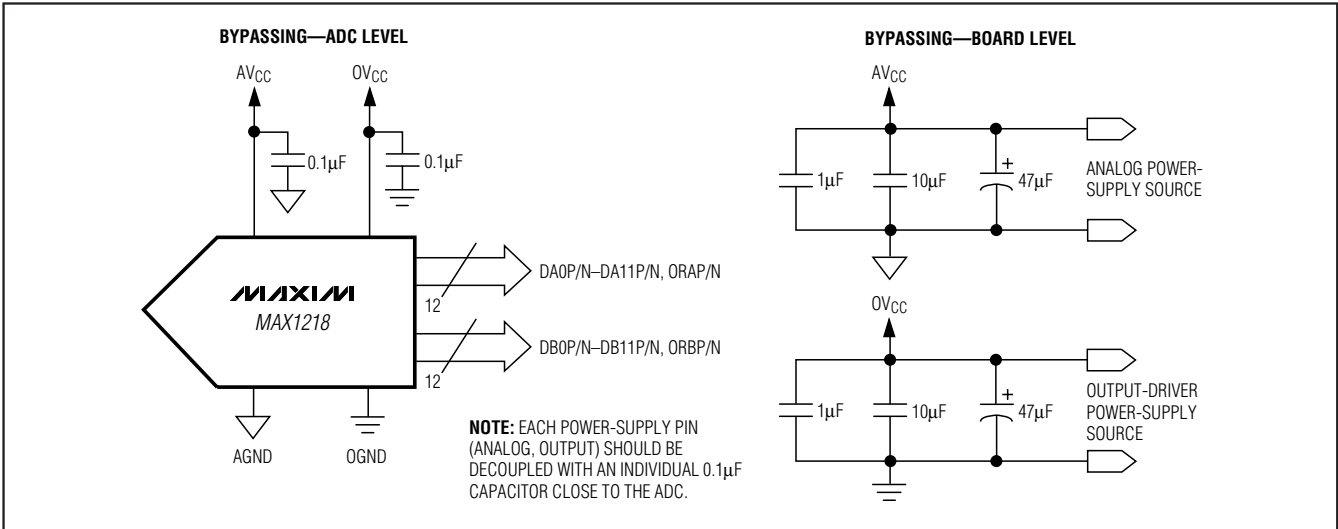 BYPASSING—ADC LEVEL
AVCC
OVCC
0.1µF
0.1µF
MAXIM
MAX1218
12
DA0P/N–DA11P/N, ORAP/N
12
DB0P/N–DB11P/N, ORBP/N
AGND
OGND
NOTE: EACH POWER-SUPPLY PIN
(ANALOG, OUTPUT) SHOULD BE
DECOUPLED WITH AN INDIVIDUAL 0.1µF
CAPACITOR CLOSE TO THE ADC.
BYPASSING—BOARD LEVEL
AVCC
1µF
10µF
+
47µF
ANALOG POWER-
SUPPLY SOURCE
OVCC
1µF
10µF
+
47µF
OUTPUT-DRIVER
POWER-SUPPLY
SOURCE